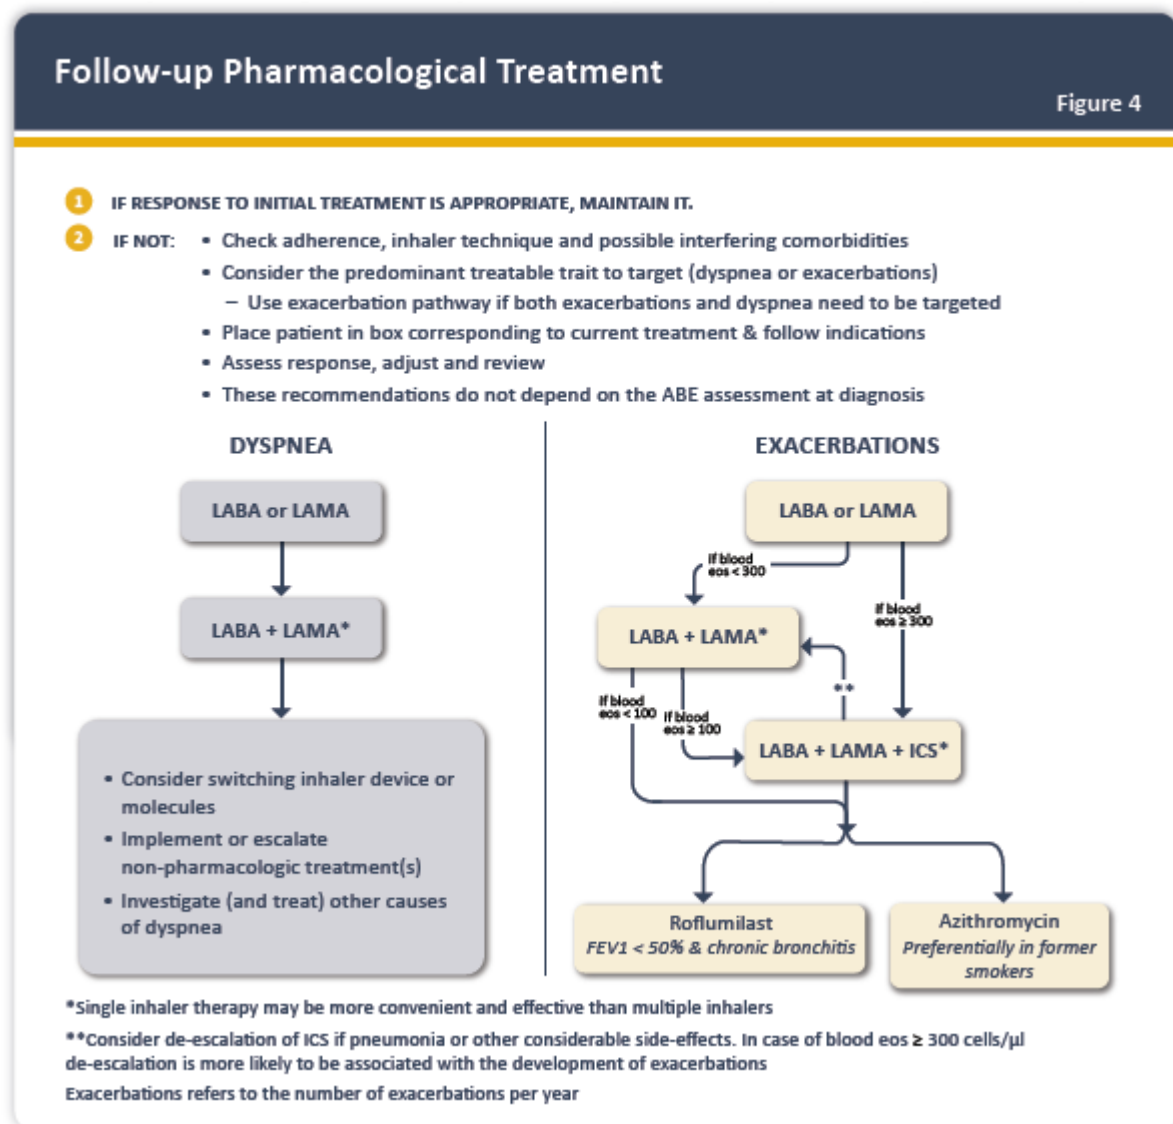 Follow-up Pharmacological Treatment
Figure 4
1 IF RESPONSE TO INITIAL TREATMENT IS APPROPRIATE, MAINTAIN IT.
2 IF NOT: • Check adherence, inhaler technique and possible interfering comorbidities
• Consider the predominant treatable trait to target (dyspnea or exacerbations)
– Use exacerbation pathway if both exacerbations and dyspnea need to be targeted
• Place patient in box corresponding to current treatment & follow indications
• Assess response, adjust and review
• These recommendations do not depend on the ABE assessment at diagnosis
DYSPNEA
LABA or LAMA
LABA + LAMA*
• Consider switching inhaler device or
molecules
• Implement or escalate
non-pharmacologic treatment(s)
• Investigate (and treat) other causes
of dyspnea
EXACERBATIONS
LABA or LAMA
If blood
eos < 300
If blood
eos ≥ 300
LABA + LAMA*
**
If blood
eos < 100
If blood
eos ≥ 100
LABA + LAMA + ICS*
Roflumilast
FEV1 < 50% & chronic bronchitis
Azithromycin
Preferentially in former
smokers
*Single inhaler therapy may be more convenient and effective than multiple inhalers
**Consider de-escalation of ICS if pneumonia or other considerable side-effects. In case of blood eos ≥ 300 cells/µl
de-escalation is more likely to be associated with the development of exacerbations
Exacerbations refers to the number of exacerbations per year